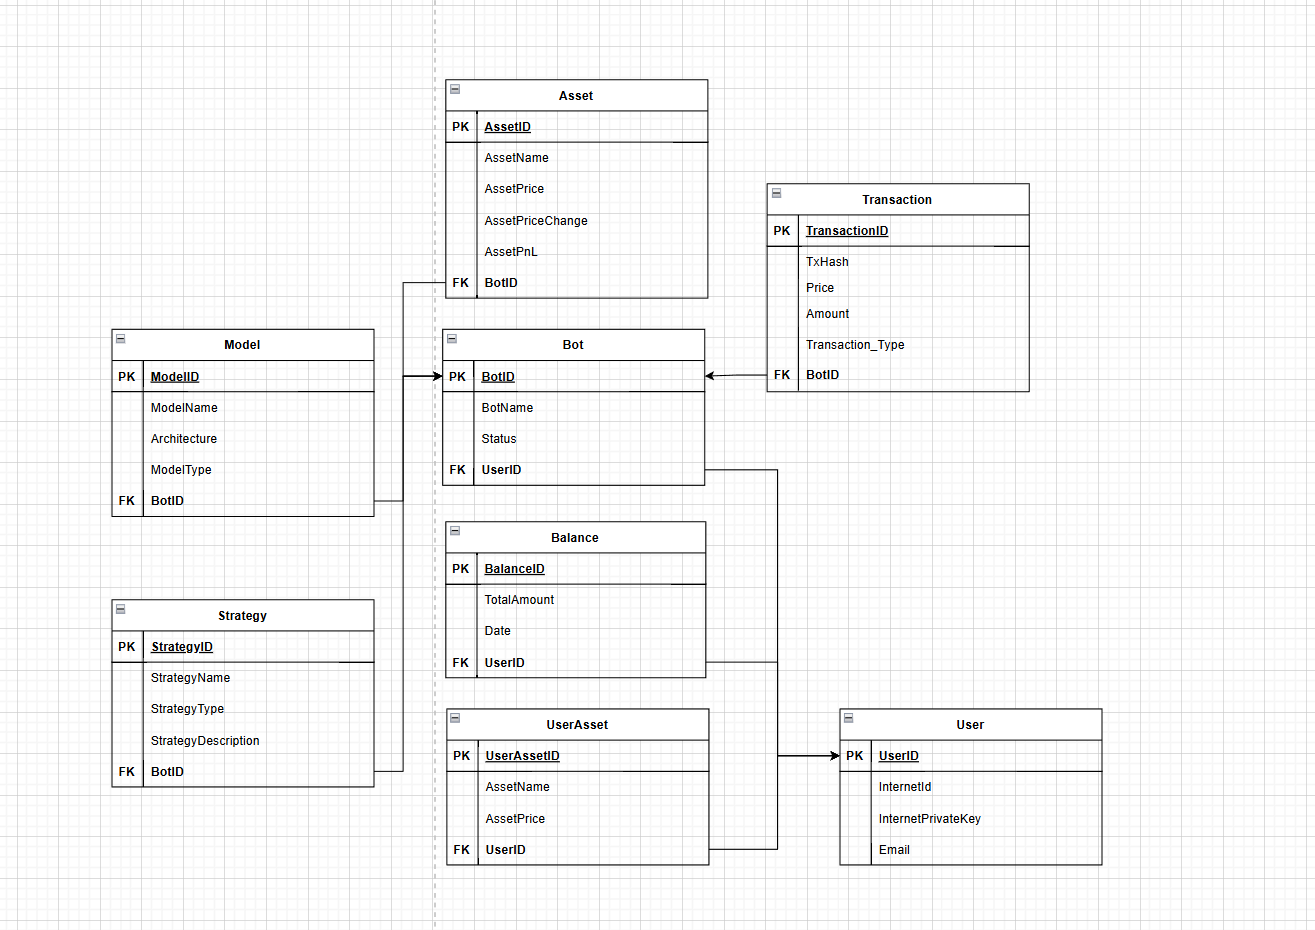 Asset
PK AssetID
AssetName
AssetPrice
AssetPriceChange
AssetPnL
FK BotID
Transaction
PK TransactionID
TxHash
Price
Amount
Transaction_Type
FK BotID
Model
PK ModelID
ModelName
Architecture
ModelType
FK BotID
Bot
PK BotID
BotName
Status
FK UserID
Balance
PK BalanceID
TotalAmount
Date
FK UserID
Strategy
PK StrategyID
StrategyName
StrategyType
StrategyDescription
FK BotID
UserAsset
PK UserAssetID
AssetName
AssetPrice
FK UserID
User
PK UserID
InternetId
InternetPrivateKey
Email